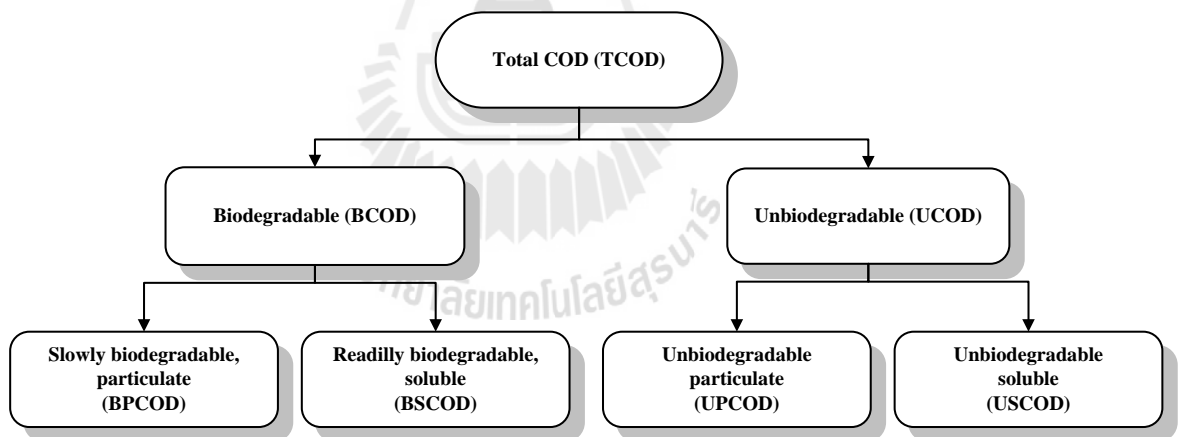 Total COD (TCOD)
Biodegradable (BCOD)
Unbiodegradable (UCOD)
Slowly biodegradable,
particulate
(BPCOD)
Readilly biodegradable,
soluble
(BSCOD)
Unbiodegradable
particulate
(UPCOD)
Unbiodegradable
soluble
(USCOD)